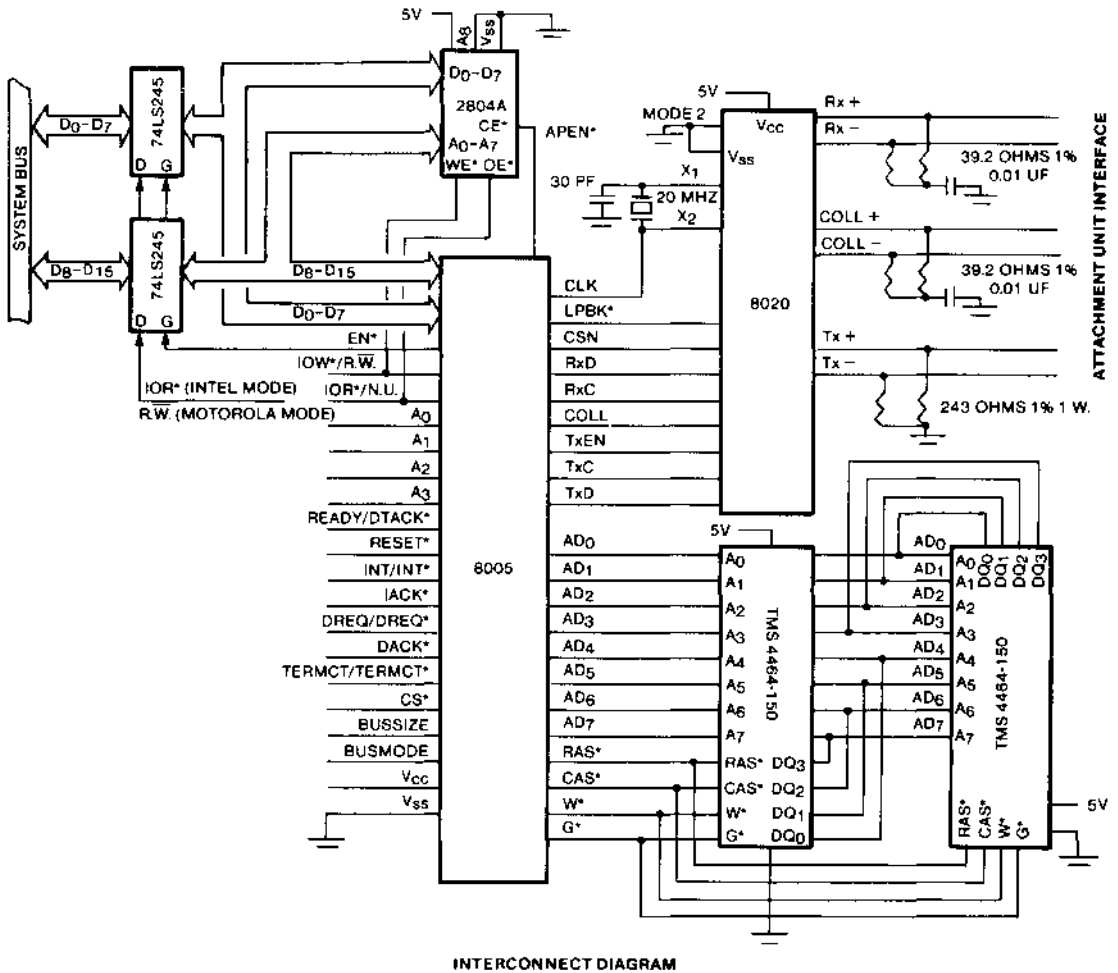 5V
A8
VSS
SYSTEM BUS
D0-D7
74LS245
D G
D8-D15
74LS245
D G
D0-D7
2804A
CE*
A0-A7
WE* OE*
APEN*
D8-D15
D0-D7
EN*
IOW*/R.W.
IOR*/N.U.
IOR* (INTEL MODE)
R.W. (MOTOROLA MODE)
A0
A1
A2
A3
READY/DTACK*
RESET*
INT/INT*
IACK*
DREQ/DREQ*
DACK*
TERMCT/TERMCT*
CS*
BUSSIZE
BUSMODE
VCC
VSS
8005
CLK
LPBK*
CSN
RxD
RxC
COLL
TxEN
TxC
TxD
AD0
AD1
AD2
AD3
AD4
AD5
AD6
AD7
RAS*
CAS*
W*
G*
5V
MODE 2
VCC
VSS
30 PF
X1
20 MHZ
X2
8020
Rx +
Rx -
39.2 OHMS 1%
0.01 UF
COLL +
COLL -
39.2 OHMS 1%
0.01 UF
Tx +
Tx -
243 OHMS 1% 1 W.
ATTACHMENT UNIT INTERFACE
5V
A0
A1
A2
A3
A4
A5
A6
A7
RAS* DQ3
CAS* DQ2
W* DQ1
G* DQ0
TMS 4464-150
AD0
AD1
AD2
AD3
AD4
AD5
AD6
AD7
A0
A1
A2
A3
A4
A5
A6
A7
DQ0
DQ1
DQ2
DQ3
TMS 4464-150
RAS*
CAS*
W*
G*
5V
INTERCONNECT DIAGRAM